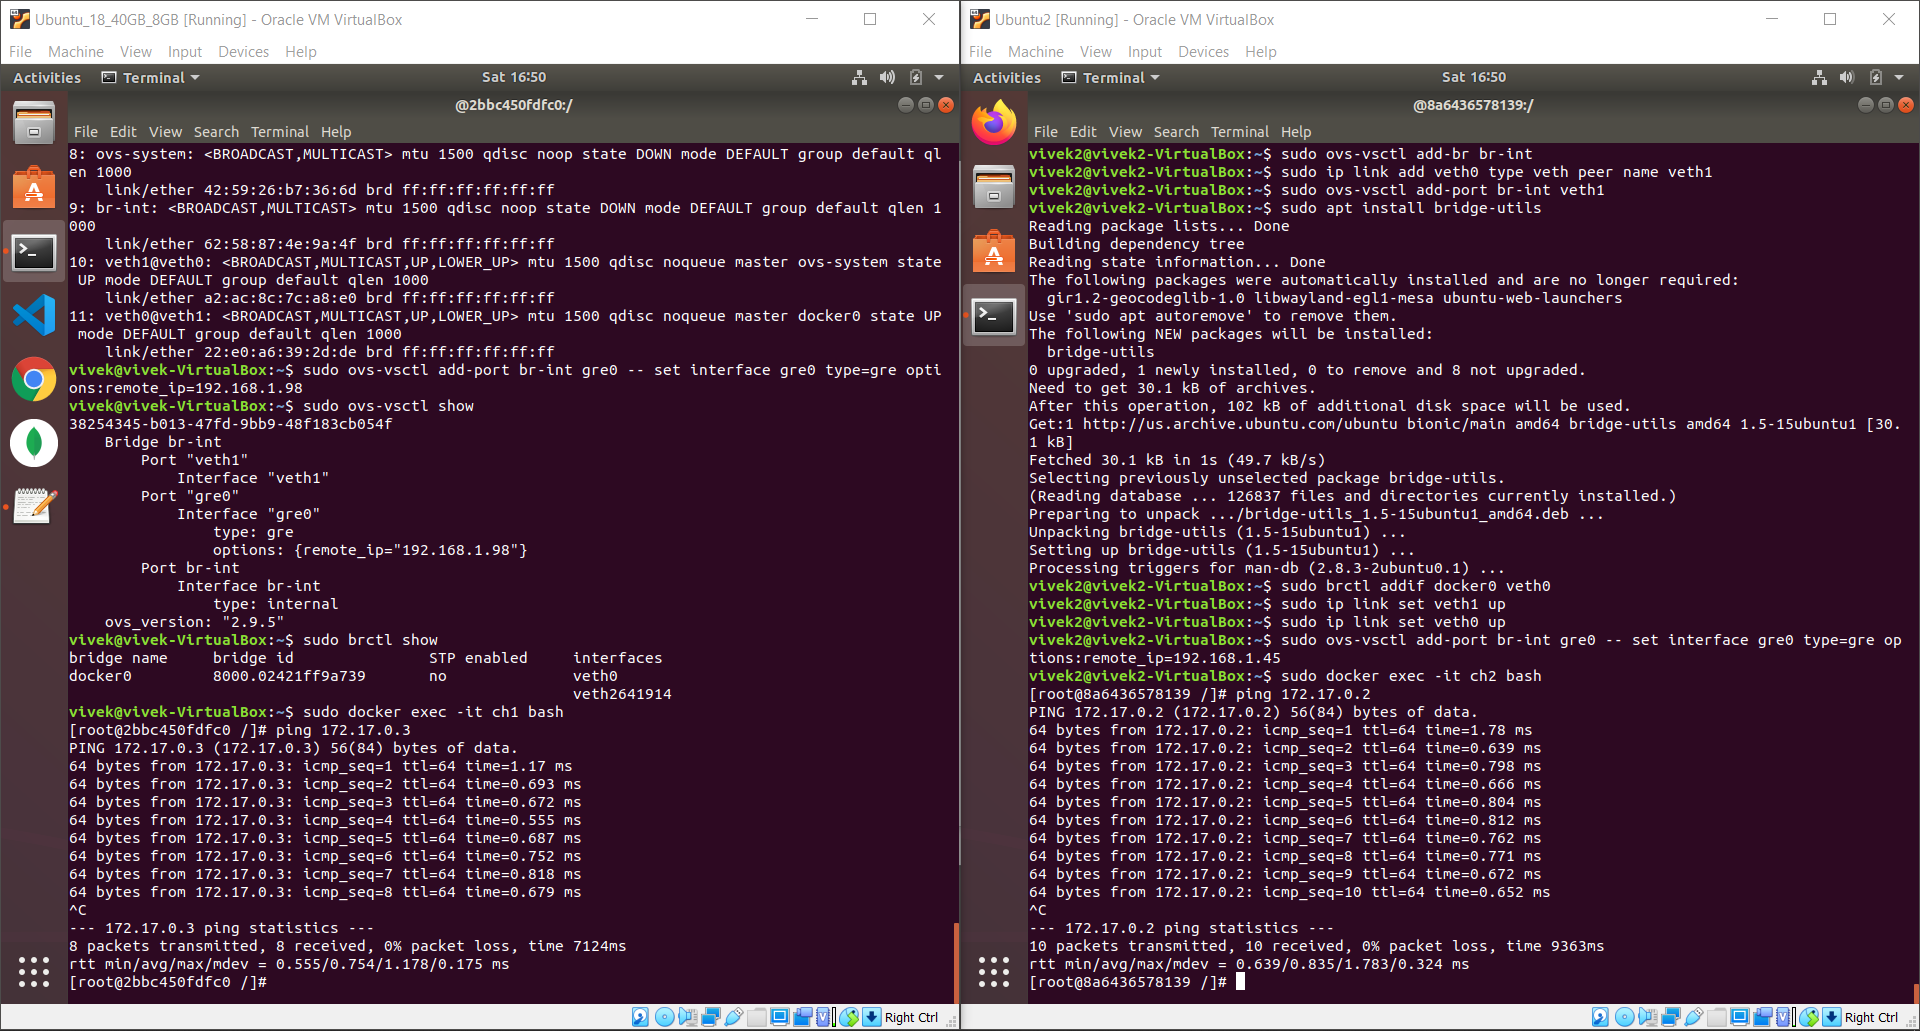 Ubuntu_18_40GB_8GB [Running] - Oracle VM VirtualBox
File Machine View Input Devices Help
Activities Terminal Sat 16:50
@2bbc450fdfc0:/
File Edit View Search Terminal Help
8: ovs-system: <BROADCAST,MULTICAST> mtu 1500 qdisc noop state DOWN mode DEFAULT group default ql
en 1000
    link/ether 42:59:26:b7:36:6d brd ff:ff:ff:ff:ff:ff
9: br-int: <BROADCAST,MULTICAST> mtu 1500 qdisc noop state DOWN mode DEFAULT group default qlen 1
000
    link/ether 62:58:87:4e:9a:4f brd ff:ff:ff:ff:ff:ff
10: veth1@veth0: <BROADCAST,MULTICAST,UP,LOWER_UP> mtu 1500 qdisc noqueue master ovs-system state
 UP mode DEFAULT group default qlen 1000
    link/ether a2:ac:8c:7c:a8:e0 brd ff:ff:ff:ff:ff:ff
11: veth0@veth1: <BROADCAST,MULTICAST,UP,LOWER_UP> mtu 1500 qdisc noqueue master docker0 state UP
 mode DEFAULT group default qlen 1000
    link/ether 22:e0:a6:39:2d:de brd ff:ff:ff:ff:ff:ff
vivek@vivek-VirtualBox:~$ sudo ovs-vsctl add-port br-int gre0 -- set interface gre0 type=gre opti
ons:remote_ip=192.168.1.98
vivek@vivek-VirtualBox:~$ sudo ovs-vsctl show
38254345-b013-47fd-9bb9-48f183cb054f
    Bridge br-int
        Port "veth1"
            Interface "veth1"
        Port "gre0"
            Interface "gre0"
                type: gre
                options: {remote_ip="192.168.1.98"}
        Port br-int
            Interface br-int
                type: internal
    ovs_version: "2.9.5"
vivek@vivek-VirtualBox:~$ sudo brctl show
bridge name     bridge id               STP enabled     interfaces
docker0         8000.02421ff9a739       no              veth0
                                                        veth2641914
vivek@vivek-VirtualBox:~$ sudo docker exec -it ch1 bash
[root@2bbc450fdfc0 /]# ping 172.17.0.3
PING 172.17.0.3 (172.17.0.3) 56(84) bytes of data.
64 bytes from 172.17.0.3: icmp_seq=1 ttl=64 time=1.17 ms
64 bytes from 172.17.0.3: icmp_seq=2 ttl=64 time=0.693 ms
64 bytes from 172.17.0.3: icmp_seq=3 ttl=64 time=0.672 ms
64 bytes from 172.17.0.3: icmp_seq=4 ttl=64 time=0.555 ms
64 bytes from 172.17.0.3: icmp_seq=5 ttl=64 time=0.687 ms
64 bytes from 172.17.0.3: icmp_seq=6 ttl=64 time=0.752 ms
64 bytes from 172.17.0.3: icmp_seq=7 ttl=64 time=0.818 ms
64 bytes from 172.17.0.3: icmp_seq=8 ttl=64 time=0.679 ms
^C
--- 172.17.0.3 ping statistics ---
8 packets transmitted, 8 received, 0% packet loss, time 7124ms
rtt min/avg/max/mdev = 0.555/0.754/1.178/0.175 ms
[root@2bbc450fdfc0 /]#
Right Ctrl
Ubuntu2 [Running] - Oracle VM VirtualBox
File Machine View Input Devices Help
Activities Terminal Sat 16:50
@8a6436578139:/
File Edit View Search Terminal Help
vivek2@vivek2-VirtualBox:~$ sudo ovs-vsctl add-br br-int
vivek2@vivek2-VirtualBox:~$ sudo ip link add veth0 type veth peer name veth1
vivek2@vivek2-VirtualBox:~$ sudo ovs-vsctl add-port br-int veth1
vivek2@vivek2-VirtualBox:~$ sudo apt install bridge-utils
Reading package lists... Done
Building dependency tree
Reading state information... Done
The following packages were automatically installed and are no longer required:
  gir1.2-geocodeglib-1.0 libwayland-egl1-mesa ubuntu-web-launchers
Use 'sudo apt autoremove' to remove them.
The following NEW packages will be installed:
  bridge-utils
0 upgraded, 1 newly installed, 0 to remove and 8 not upgraded.
Need to get 30.1 kB of archives.
After this operation, 102 kB of additional disk space will be used.
Get:1 http://us.archive.ubuntu.com/ubuntu bionic/main amd64 bridge-utils amd64 1.5-15ubuntu1 [30.
1 kB]
Fetched 30.1 kB in 1s (49.7 kB/s)
Selecting previously unselected package bridge-utils.
(Reading database ... 126837 files and directories currently installed.)
Preparing to unpack .../bridge-utils_1.5-15ubuntu1_amd64.deb ...
Unpacking bridge-utils (1.5-15ubuntu1) ...
Setting up bridge-utils (1.5-15ubuntu1) ...
Processing triggers for man-db (2.8.3-2ubuntu0.1) ...
vivek2@vivek2-VirtualBox:~$ sudo brctl addif docker0 veth0
vivek2@vivek2-VirtualBox:~$ sudo ip link set veth1 up
vivek2@vivek2-VirtualBox:~$ sudo ip link set veth0 up
vivek2@vivek2-VirtualBox:~$ sudo ovs-vsctl add-port br-int gre0 -- set interface gre0 type=gre op
tions:remote_ip=192.168.1.45
vivek2@vivek2-VirtualBox:~$ sudo docker exec -it ch2 bash
[root@8a6436578139 /]# ping 172.17.0.2
PING 172.17.0.2 (172.17.0.2) 56(84) bytes of data.
64 bytes from 172.17.0.2: icmp_seq=1 ttl=64 time=1.78 ms
64 bytes from 172.17.0.2: icmp_seq=2 ttl=64 time=0.639 ms
64 bytes from 172.17.0.2: icmp_seq=3 ttl=64 time=0.798 ms
64 bytes from 172.17.0.2: icmp_seq=4 ttl=64 time=0.666 ms
64 bytes from 172.17.0.2: icmp_seq=5 ttl=64 time=0.804 ms
64 bytes from 172.17.0.2: icmp_seq=6 ttl=64 time=0.812 ms
64 bytes from 172.17.0.2: icmp_seq=7 ttl=64 time=0.762 ms
64 bytes from 172.17.0.2: icmp_seq=8 ttl=64 time=0.771 ms
64 bytes from 172.17.0.2: icmp_seq=9 ttl=64 time=0.672 ms
64 bytes from 172.17.0.2: icmp_seq=10 ttl=64 time=0.652 ms
^C
--- 172.17.0.2 ping statistics ---
10 packets transmitted, 10 received, 0% packet loss, time 9363ms
rtt min/avg/max/mdev = 0.639/0.835/1.783/0.324 ms
[root@8a6436578139 /]#
Right Ctrl